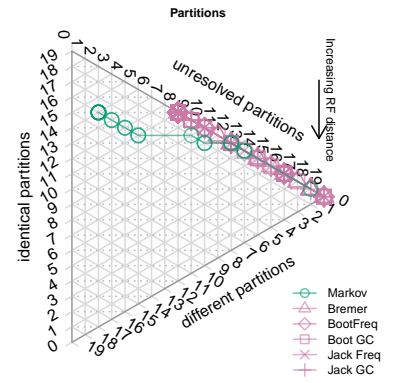 Partitions
0 1 2 3 4 5 6 7 8 9 10 11 12 13 14 15 16 17 18 19
unresolved partitions
Increasing RF distance
19
18
17
16
15
14
13
12
11
10
9
8
7
6
5
4
3
2
1
0
identical partitions
0 1 2 3 4 5 6 7 8 9 10 11 12 13 14 15 16 17 18 19
different partitions
Markov
Bremer
BootFreq
Boot GC
Jack Freq
Jack GC